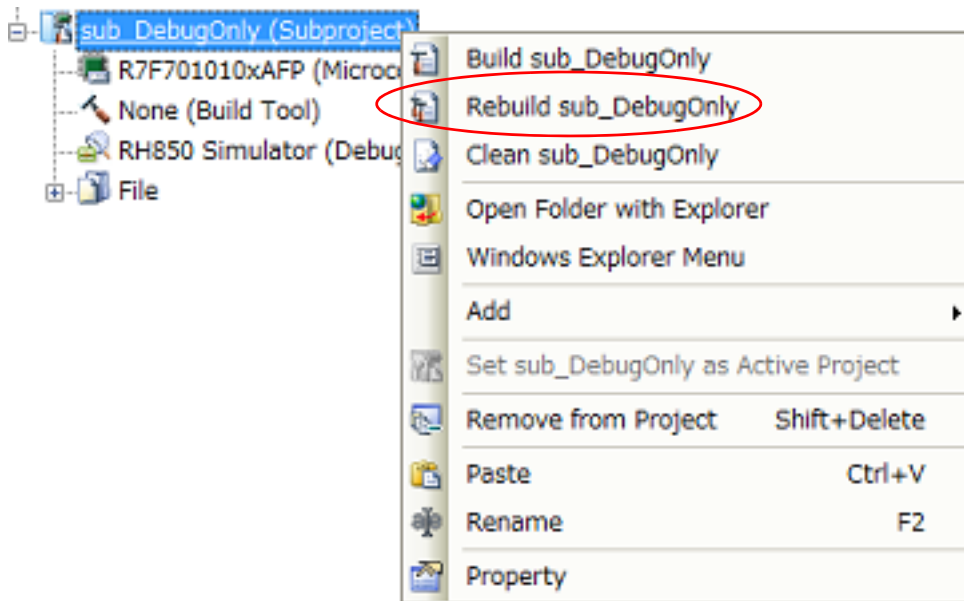 sub_DebugOnly (Subproject)
R7F701010xAFP (Microc
None (Build Tool)
RH850 Simulator (Debug
File
Build sub_DebugOnly
Rebuild sub_DebugOnly
Clean sub_DebugOnly
Open Folder with Explorer
Windows Explorer Menu
Add
Set sub_DebugOnly as Active Project
Remove from Project Shift+Delete
Paste Ctrl+V
Rename F2
Property